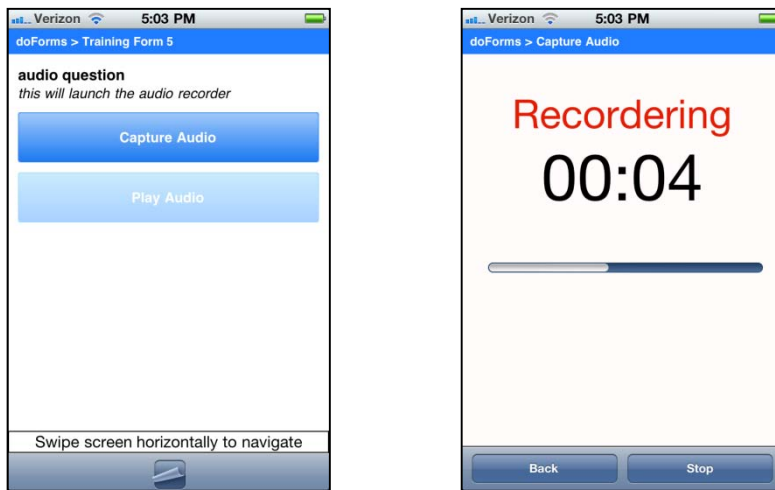 Verizon 5:03 PM
doForms > Training Form 5
audio question
this will launch the audio recorder
Capture Audio
Play Audio
Swipe screen horizontally to navigate
Verizon 5:03 PM
doForms > Capture Audio
Recordering
00:04
Back Stop